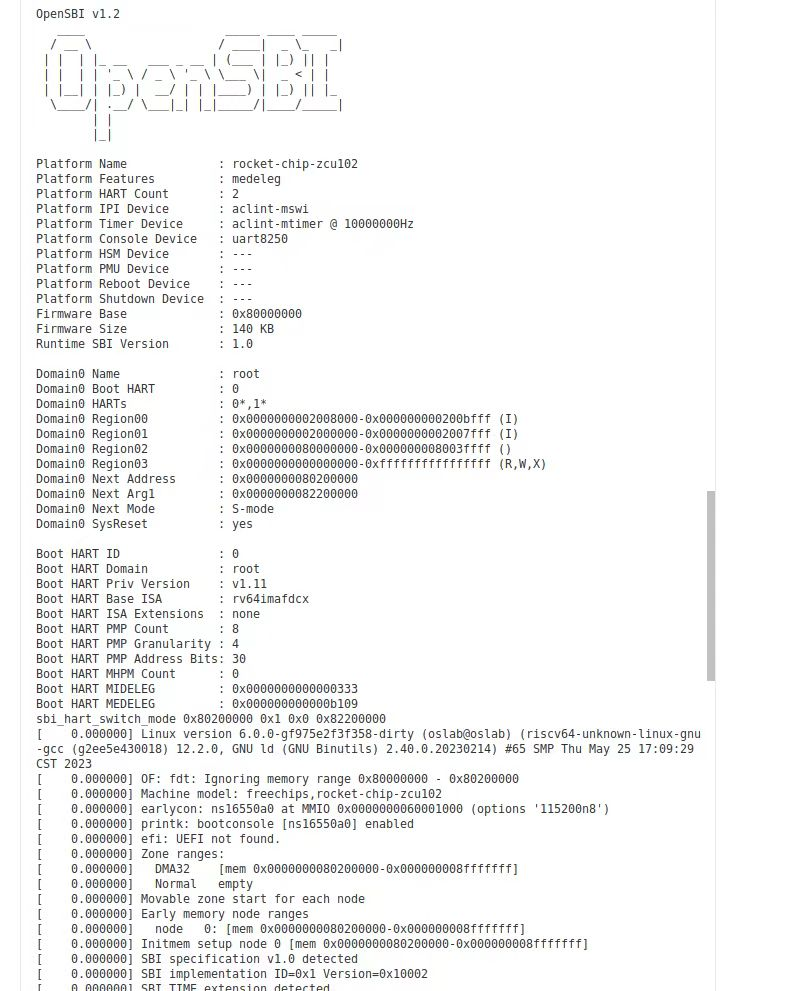 OpenSBI v1.2
   ____                    _____ ____ _____
  / __ \                  / ____|  _ \_   _|
 | |  | |_ __   ___ _ __ | (___ | |_) || |
 | |  | | '_ \ / _ \ '_ \ \___ \|  _ < | |
 | |__| | |_) |  __/ | | |____) | |_) || |_
  \____/| .__/ \___|_| |_|_____/|____/_____|
        | |
        |_|
Platform Name             : rocket-chip-zcu102
Platform Features         : medeleg
Platform HART Count       : 2
Platform IPI Device       : aclint-mswi
Platform Timer Device     : aclint-mtimer @ 10000000Hz
Platform Console Device   : uart8250
Platform HSM Device       : ---
Platform PMU Device       : ---
Platform Reboot Device    : ---
Platform Shutdown Device  : ---
Firmware Base             : 0x80000000
Firmware Size             : 140 KB
Runtime SBI Version       : 1.0
Domain0 Name              : root
Domain0 Boot HART         : 0
Domain0 HARTs             : 0*,1*
Domain0 Region00          : 0x0000000002008000-0x000000000200bfff (I)
Domain0 Region01          : 0x0000000002000000-0x0000000002007fff (I)
Domain0 Region02          : 0x0000000080000000-0x000000008003ffff ()
Domain0 Region03          : 0x0000000000000000-0xffffffffffffffff (R,W,X)
Domain0 Next Address      : 0x0000000080200000
Domain0 Next Arg1         : 0x0000000082200000
Domain0 Next Mode         : S-mode
Domain0 SysReset          : yes
Boot HART ID              : 0
Boot HART Domain          : root
Boot HART Priv Version    : v1.11
Boot HART Base ISA        : rv64imafdcx
Boot HART ISA Extensions  : none
Boot HART PMP Count       : 8
Boot HART PMP Granularity : 4
Boot HART PMP Address Bits: 30
Boot HART MHPM Count      : 0
Boot HART MIDELEG         : 0x0000000000000333
Boot HART MEDELEG         : 0x000000000000b109
sbi_hart_switch_mode 0x80200000 0x1 0x0 0x82200000
[    0.000000] Linux version 6.0.0-gf975e2f3f358-dirty (oslab@oslab) (riscv64-unknown-linux-gnu
-gcc (g2ee5e430018) 12.2.0, GNU ld (GNU Binutils) 2.40.0.20230214) #65 SMP Thu May 25 17:09:29
CST 2023
[    0.000000] OF: fdt: Ignoring memory range 0x80000000 - 0x80200000
[    0.000000] Machine model: freechips,rocket-chip-zcu102
[    0.000000] earlycon: ns16550a0 at MMIO 0x0000000060001000 (options '115200n8')
[    0.000000] printk: bootconsole [ns16550a0] enabled
[    0.000000] efi: UEFI not found.
[    0.000000] Zone ranges:
[    0.000000]   DMA32    [mem 0x0000000080200000-0x000000008fffffff]
[    0.000000]   Normal   empty
[    0.000000] Movable zone start for each node
[    0.000000] Early memory node ranges
[    0.000000]   node   0: [mem 0x0000000080200000-0x000000008fffffff]
[    0.000000] Initmem setup node 0 [mem 0x0000000080200000-0x000000008fffffff]
[    0.000000] SBI specification v1.0 detected
[    0.000000] SBI implementation ID=0x1 Version=0x10002
[    0.000000] SBI TIME extension detected